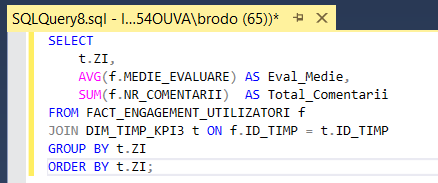 SQLQuery8.sql - l...54OUVA\brodo (65))*
SELECT
    t.ZI,
    AVG(f.MEDIE_EVALUARE) AS Eval_Medie,
    SUM(f.NR_COMENTARII)  AS Total_Comentarii
FROM FACT_ENGAGEMENT_UTILIZATORI f
JOIN DIM_TIMP_KPI3 t ON f.ID_TIMP = t.ID_TIMP
GROUP BY t.ZI
ORDER BY t.ZI;